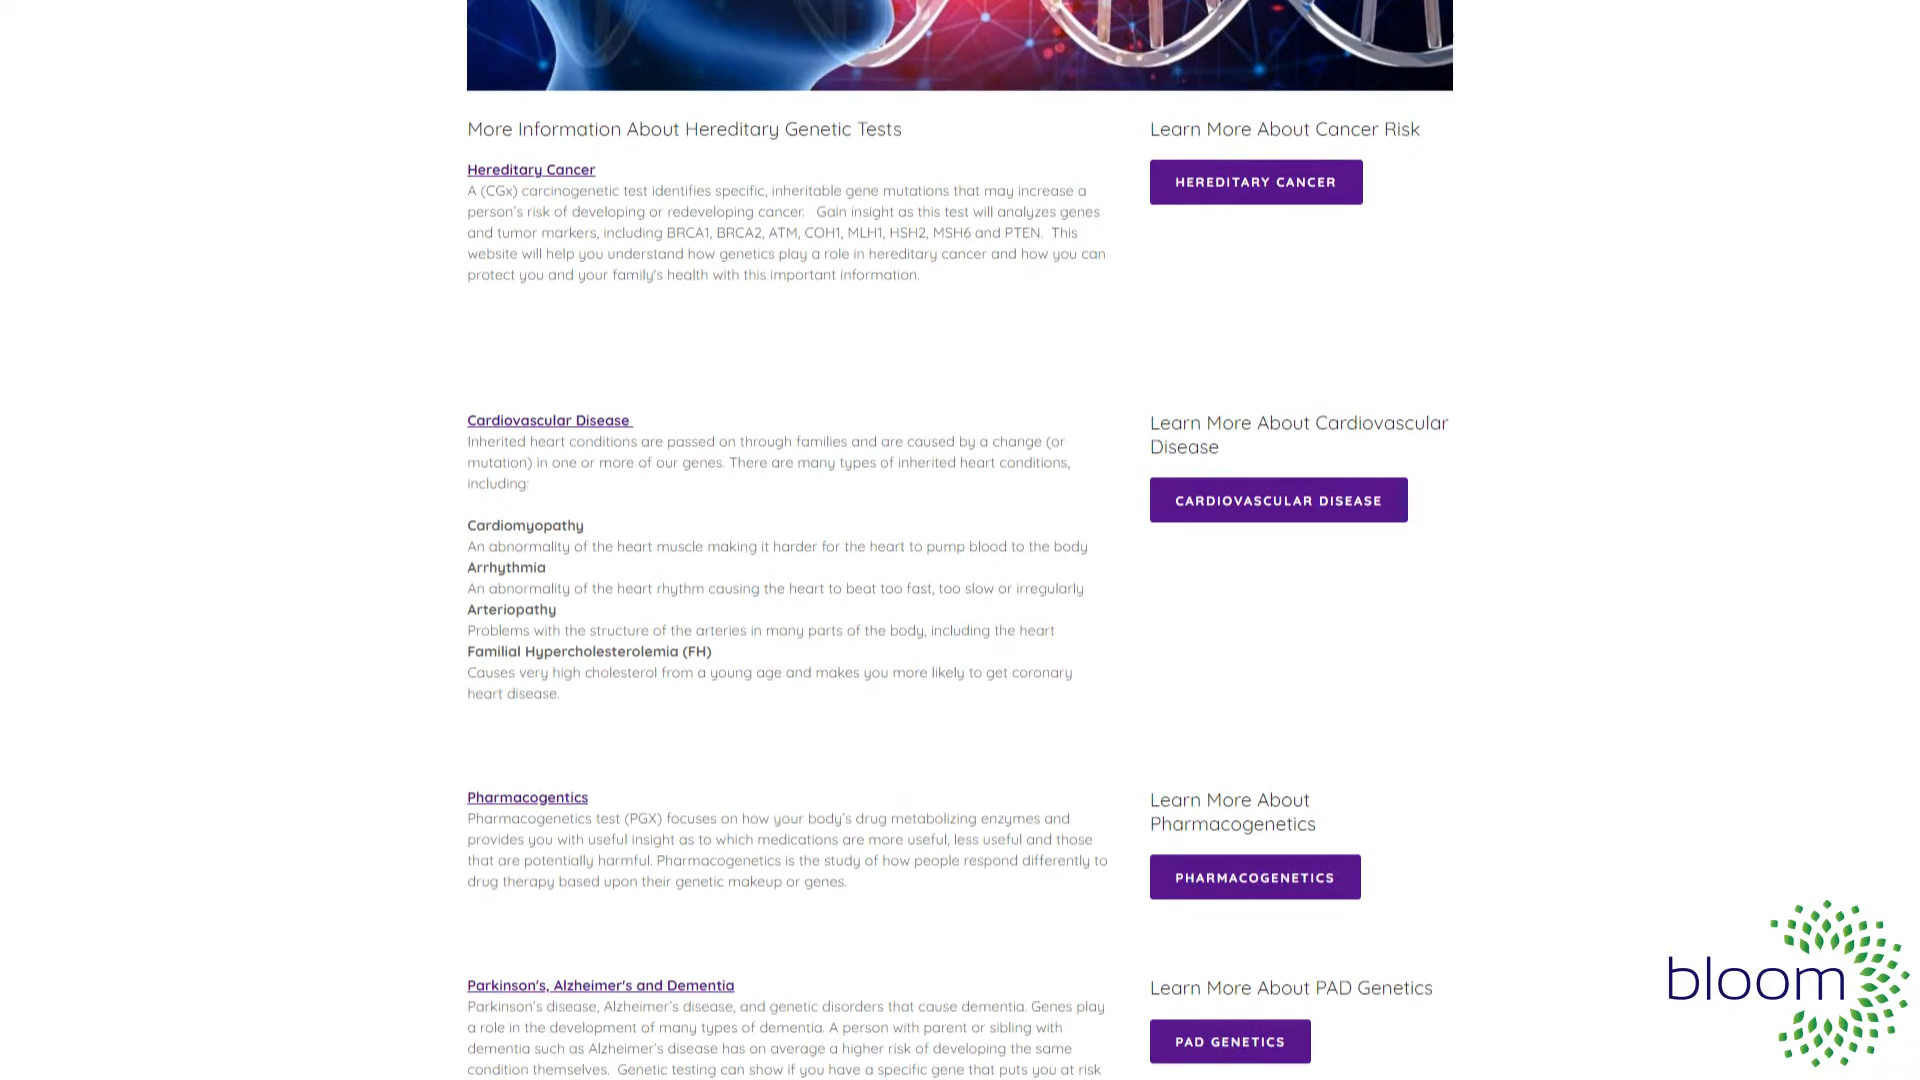 More Information About Hereditary Genetic Tests
Hereditary Cancer
A (CGx) carcinogenetic test identifies specific, inheritable gene mutations that may increase a
person's risk of developing or redeveloping cancer.   Gain insight as this test will analyzes genes
and tumor markers, including BRCA1, BRCA2, ATM, COH1, MLH1, HSH2, MSH6 and PTEN.  This
website will help you understand how genetics play a role in hereditary cancer and how you can
protect you and your family's health with this important information.
Learn More About Cancer Risk
HEREDITARY CANCER
Cardiovascular Disease
Inherited heart conditions are passed on through families and are caused by a change (or
mutation) in one or more of our genes. There are many types of inherited heart conditions,
including:
Cardiomyopathy
An abnormality of the heart muscle making it harder for the heart to pump blood to the body
Arrhythmia
An abnormality of the heart rhythm causing the heart to beat too fast, too slow or irregularly
Arteriopathy
Problems with the structure of the arteries in many parts of the body, including the heart
Familial Hypercholesterolemia (FH)
Causes very high cholesterol from a young age and makes you more likely to get coronary
heart disease.
Learn More About Cardiovascular
Disease
CARDIOVASCULAR DISEASE
Pharmacogentics
Pharmacogenetics test (PGX) focuses on how your body's drug metabolizing enzymes and
provides you with useful insight as to which medications are more useful, less useful and those
that are potentially harmful. Pharmacogenetics is the study of how people respond differently to
drug therapy based upon their genetic makeup or genes.
Learn More About
Pharmacogenetics
PHARMACOGENETICS
Parkinson's, Alzheimer's and Dementia
Parkinson's disease, Alzheimer's disease, and genetic disorders that cause dementia. Genes play
a role in the development of many types of dementia. A person with parent or sibling with
dementia such as Alzheimer's disease has on average a higher risk of developing the same
condition themselves.  Genetic testing can show if you have a specific gene that puts you at risk
Learn More About PAD Genetics
PAD GENETICS
bloom